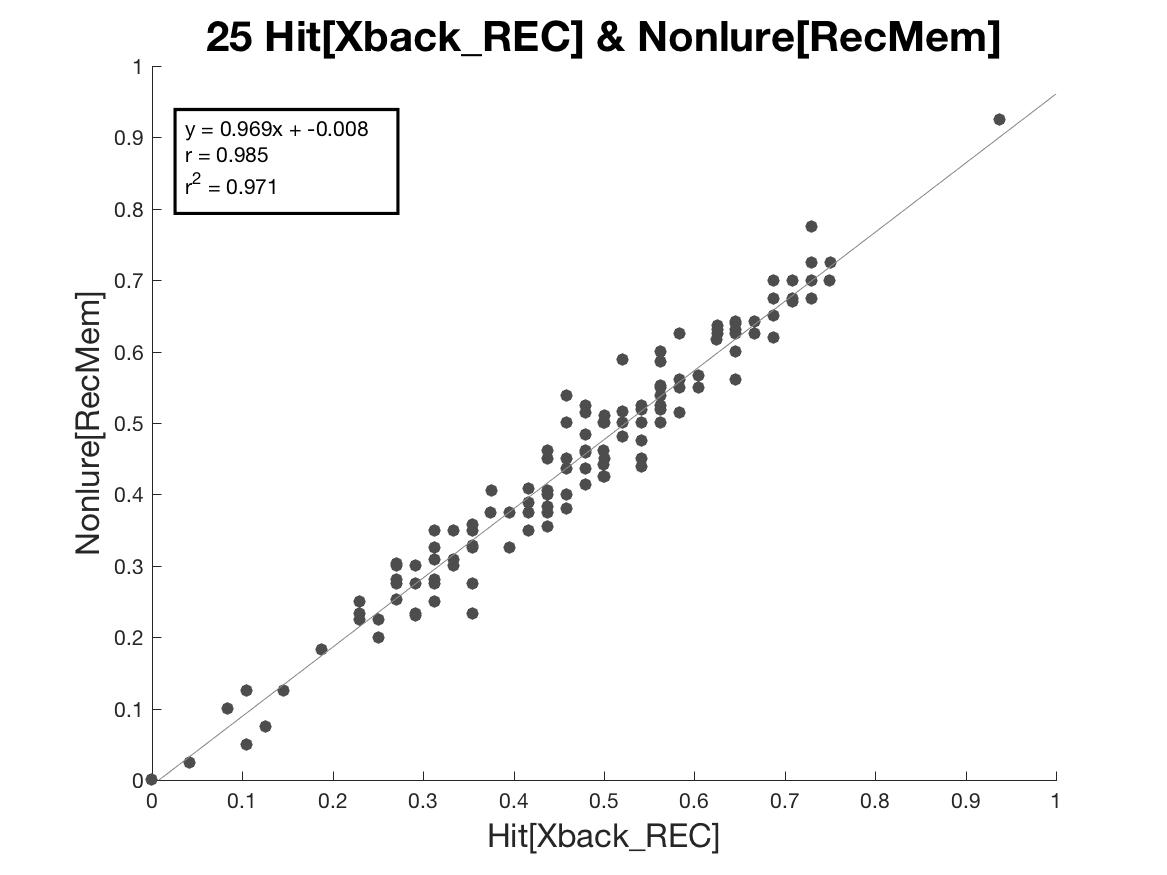 25 Hit[Xback_REC] & Nonlure[RecMem]
y = 0.969x + -0.008
r = 0.985
r² = 0.971
Nonlure[RecMem]
1
0.9
0.8
0.7
0.6
0.5
0.4
0.3
0.2
0.1
0
0 0.1 0.2 0.3 0.4 0.5 0.6 0.7 0.8 0.9 1
Hit[Xback_REC]